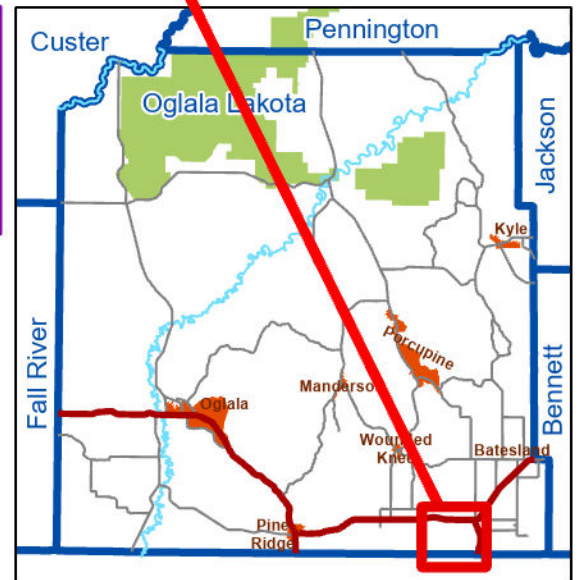 Custer
Pennington
Oglala Lakota
Jackson
Kyle
Porcupine
Fall River
Manderson
Oglala
Bennett
Wounded
Knee
Batesland
Pine
Ridge